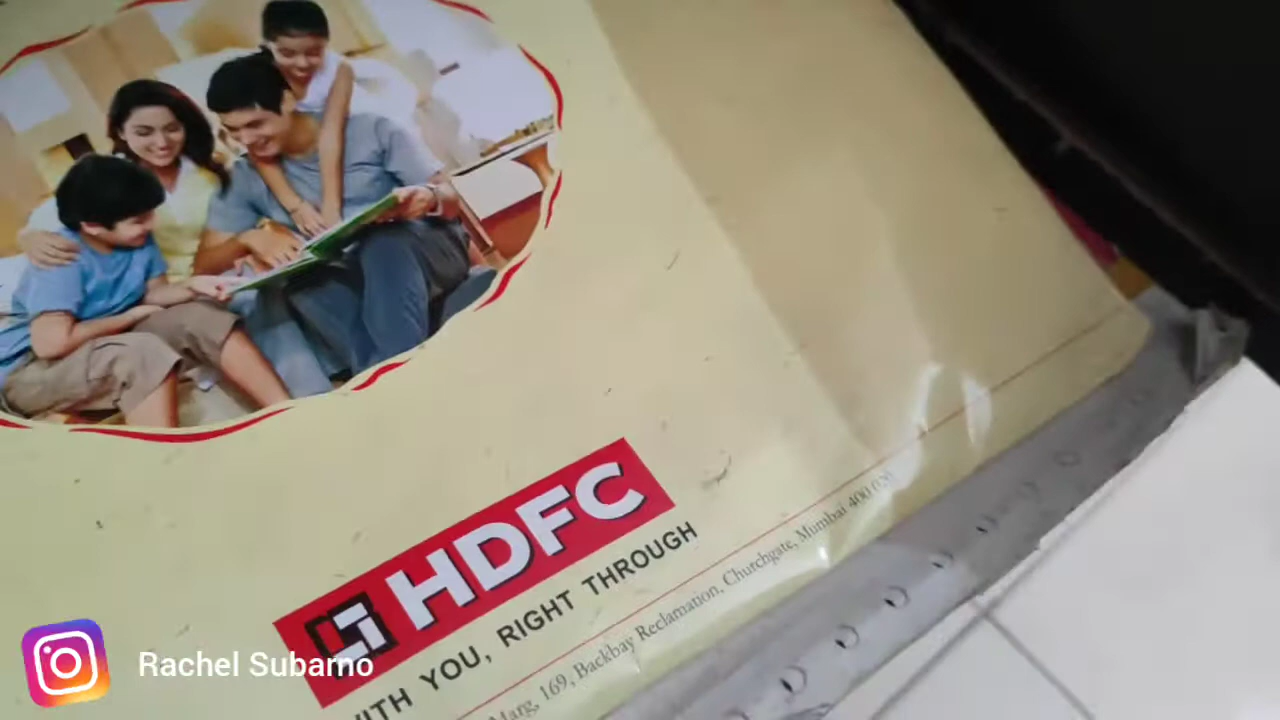 HDFC
WITH YOU, RIGHT THROUGH
Marg, 169, Backbay Reclamation, Churchgate, Mumbai 400 020
Rachel Subarno